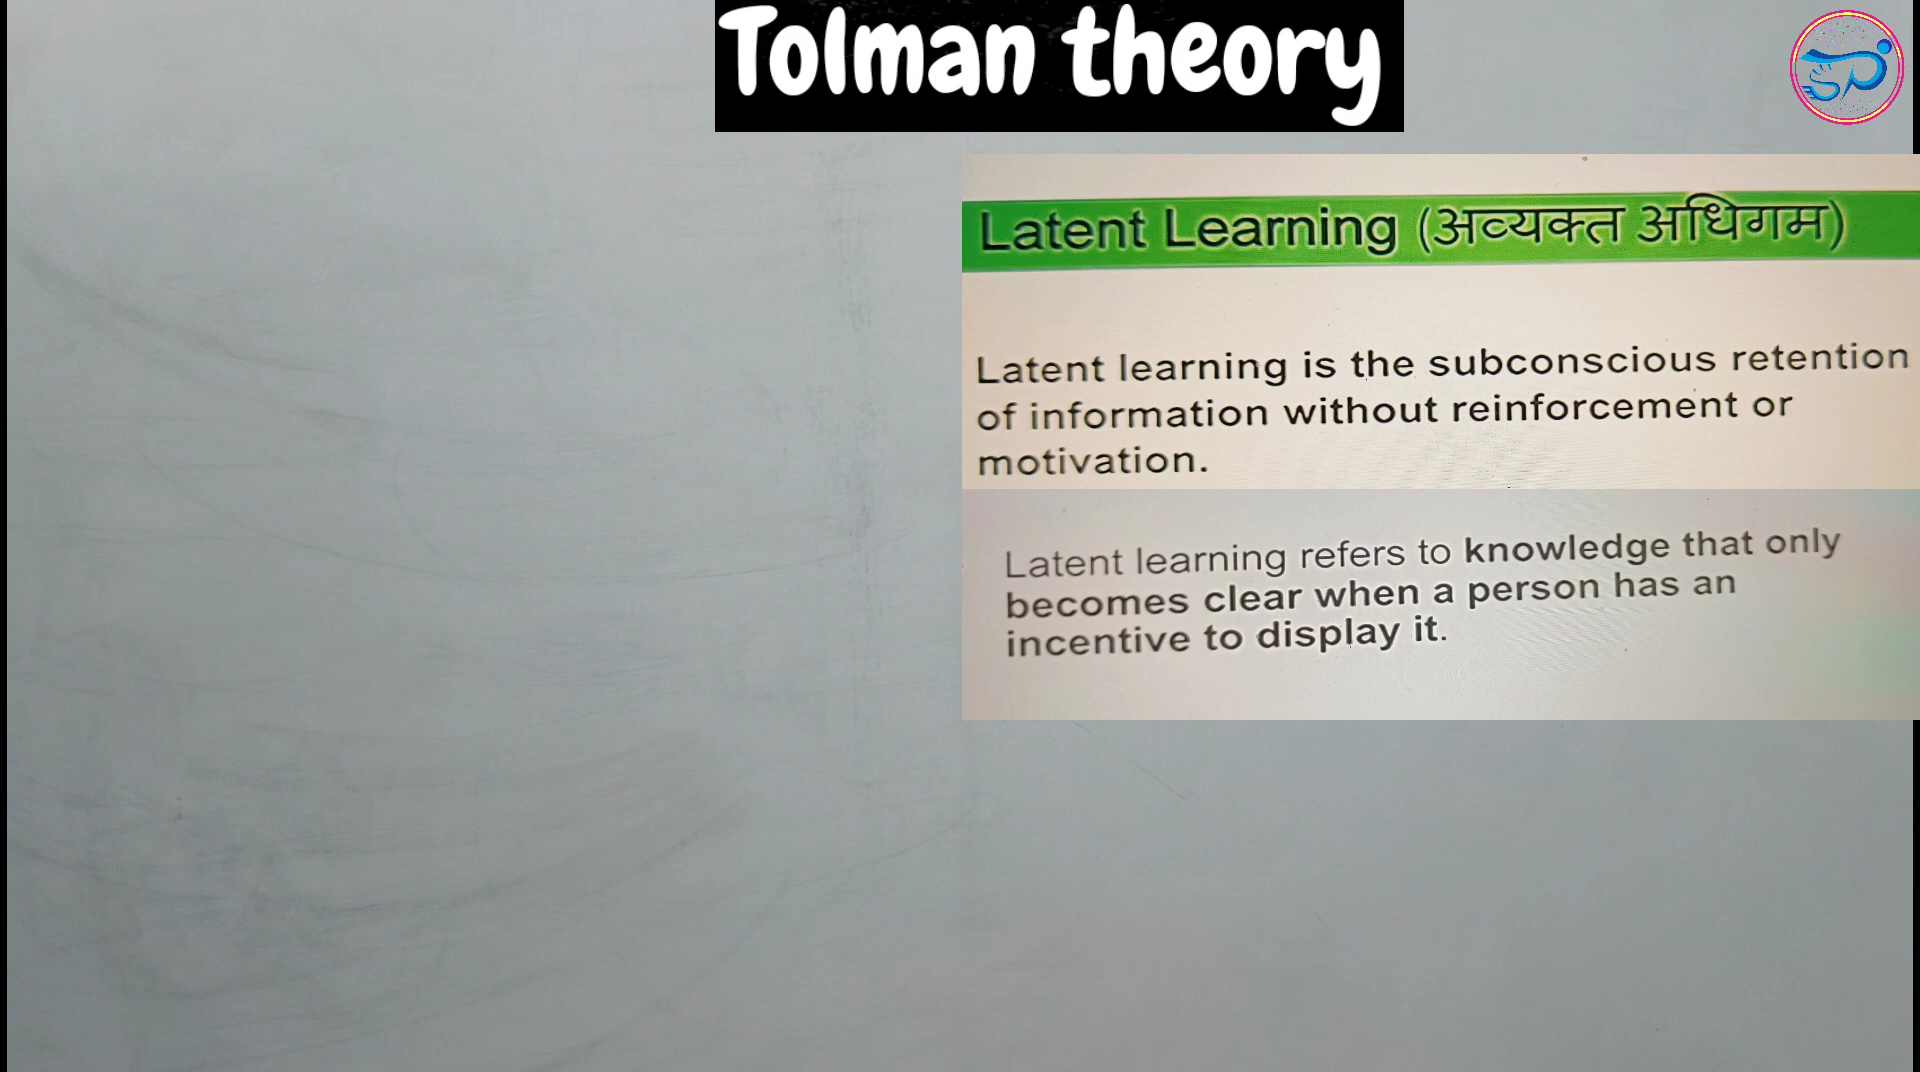 Tolman theory
Latent Learning (अव्यक्त अधिगम)
Latent learning is the subconscious retention
of information without reinforcement or
motivation.
Latent learning refers to knowledge that only
becomes clear when a person has an
incentive to display it.